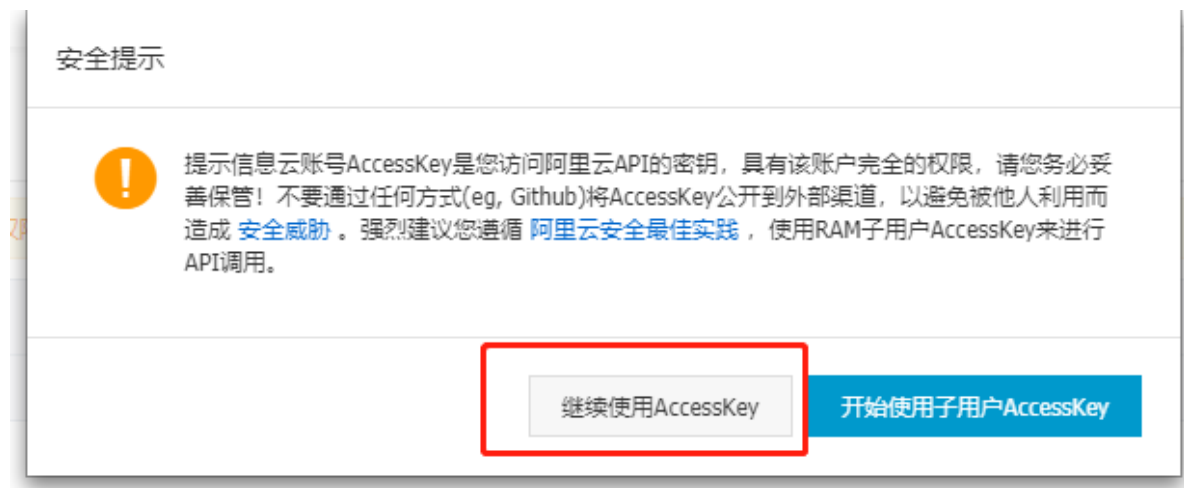 安全提示
提示信息云账号AccessKey是您访问阿里云API的密钥，具有该账户完全的权限，请您务必妥
善保管！不要通过任何方式(eg, Github)将AccessKey公开到外部渠道，以避免被他人利用而
造成 安全威胁 。强烈建议您遵循 阿里云安全最佳实践 ，使用RAM子用户AccessKey来进行
API调用。
继续使用AccessKey
开始使用子用户AccessKey